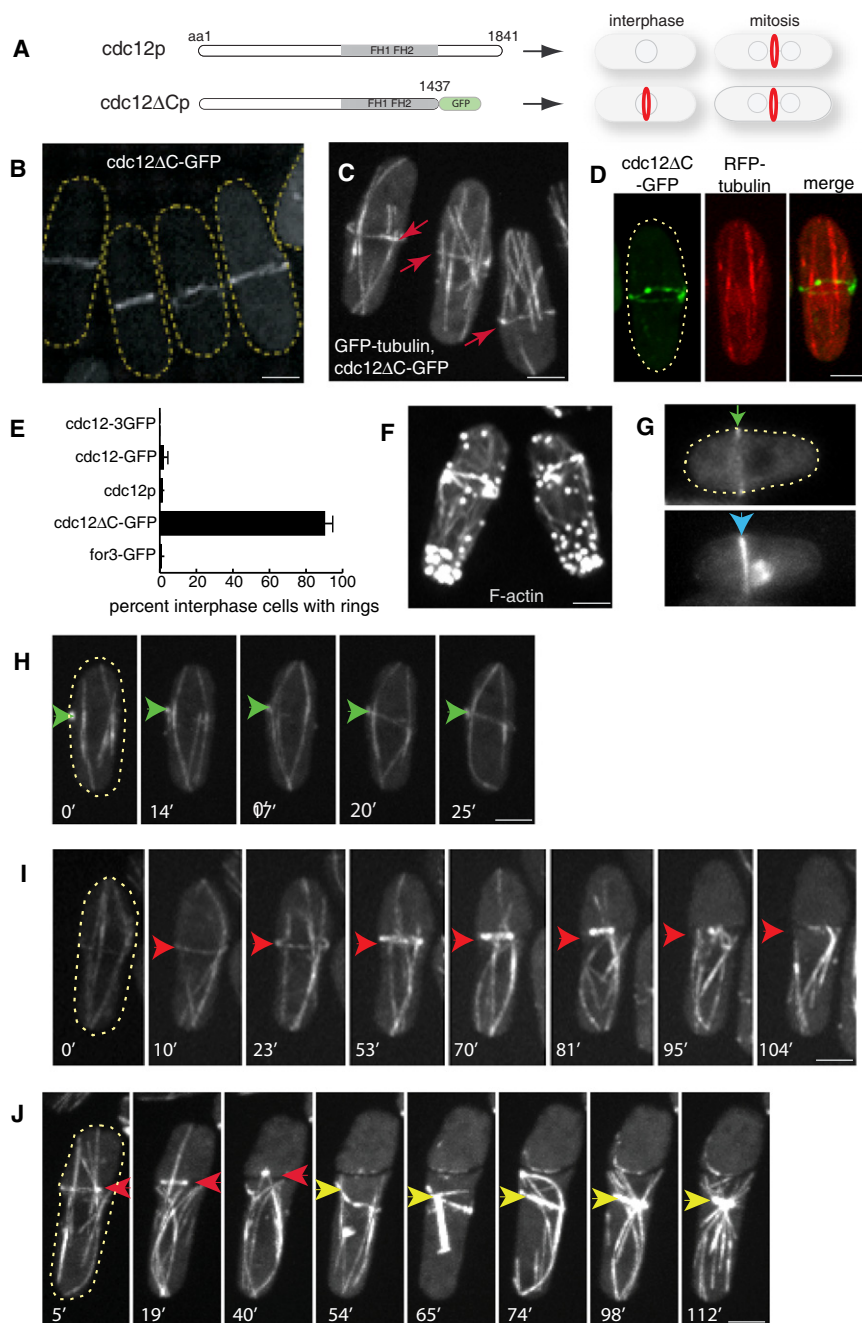 A
cdc12p
aa1
1841
FH1 FH2
interphase
mitosis
cdc12ΔCp
FH1 FH2
1437
GFP
B
cdc12ΔC-GFP
C
GFP-tubulin,
cdc12ΔC-GFP
D
cdc12ΔC
-GFP
RFP-
tubulin
merge
E
cdc12-3GFP
cdc12-GFP
cdc12p
cdc12ΔC-GFP
for3-GFP
0 20 40 60 80 100
percent interphase cells with rings
F
F-actin
G
H
0′
14′
17′
0′
20′
25′
I
0′
10′
23′
53′
70′
81′
95′
104′
J
5′
19′
40′
54′
65′
74′
98′
112′